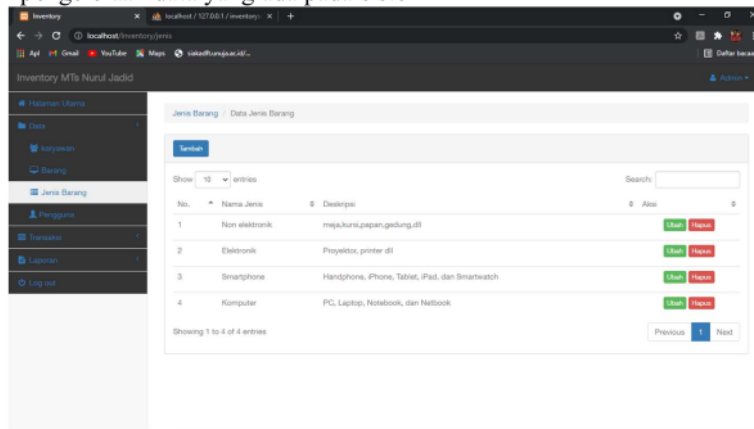 Inventory
localhost / 127.0.0.1 / inventory
localhost/inventory/jenis
Apl Gmail YouTube Maps Daftar bacaan
Inventory MTs Nurul Jadid Admin
Halaman Utama
Data
karyawan
Barang
Jenis Barang
Pengguna
Transaksi
Laporan
Log out
Jenis Barang / Data Jenis Barang
Tambah
Show 10 entries Search:
No. Nama Jenis Deskripsi Aksi
1 Non elektronik meja,kursi,papan,gedung,dll Ubah Hapus
2 Elektronik Proyektor, printer dll Ubah Hapus
3 Smartphone Handphone, iPhone, Tablet, iPad, dan Smartwatch Ubah Hapus
4 Komputer PC, Laptop, Notebook, dan Netbook Ubah Hapus
Showing 1 to 4 of 4 entries Previous 1 Next